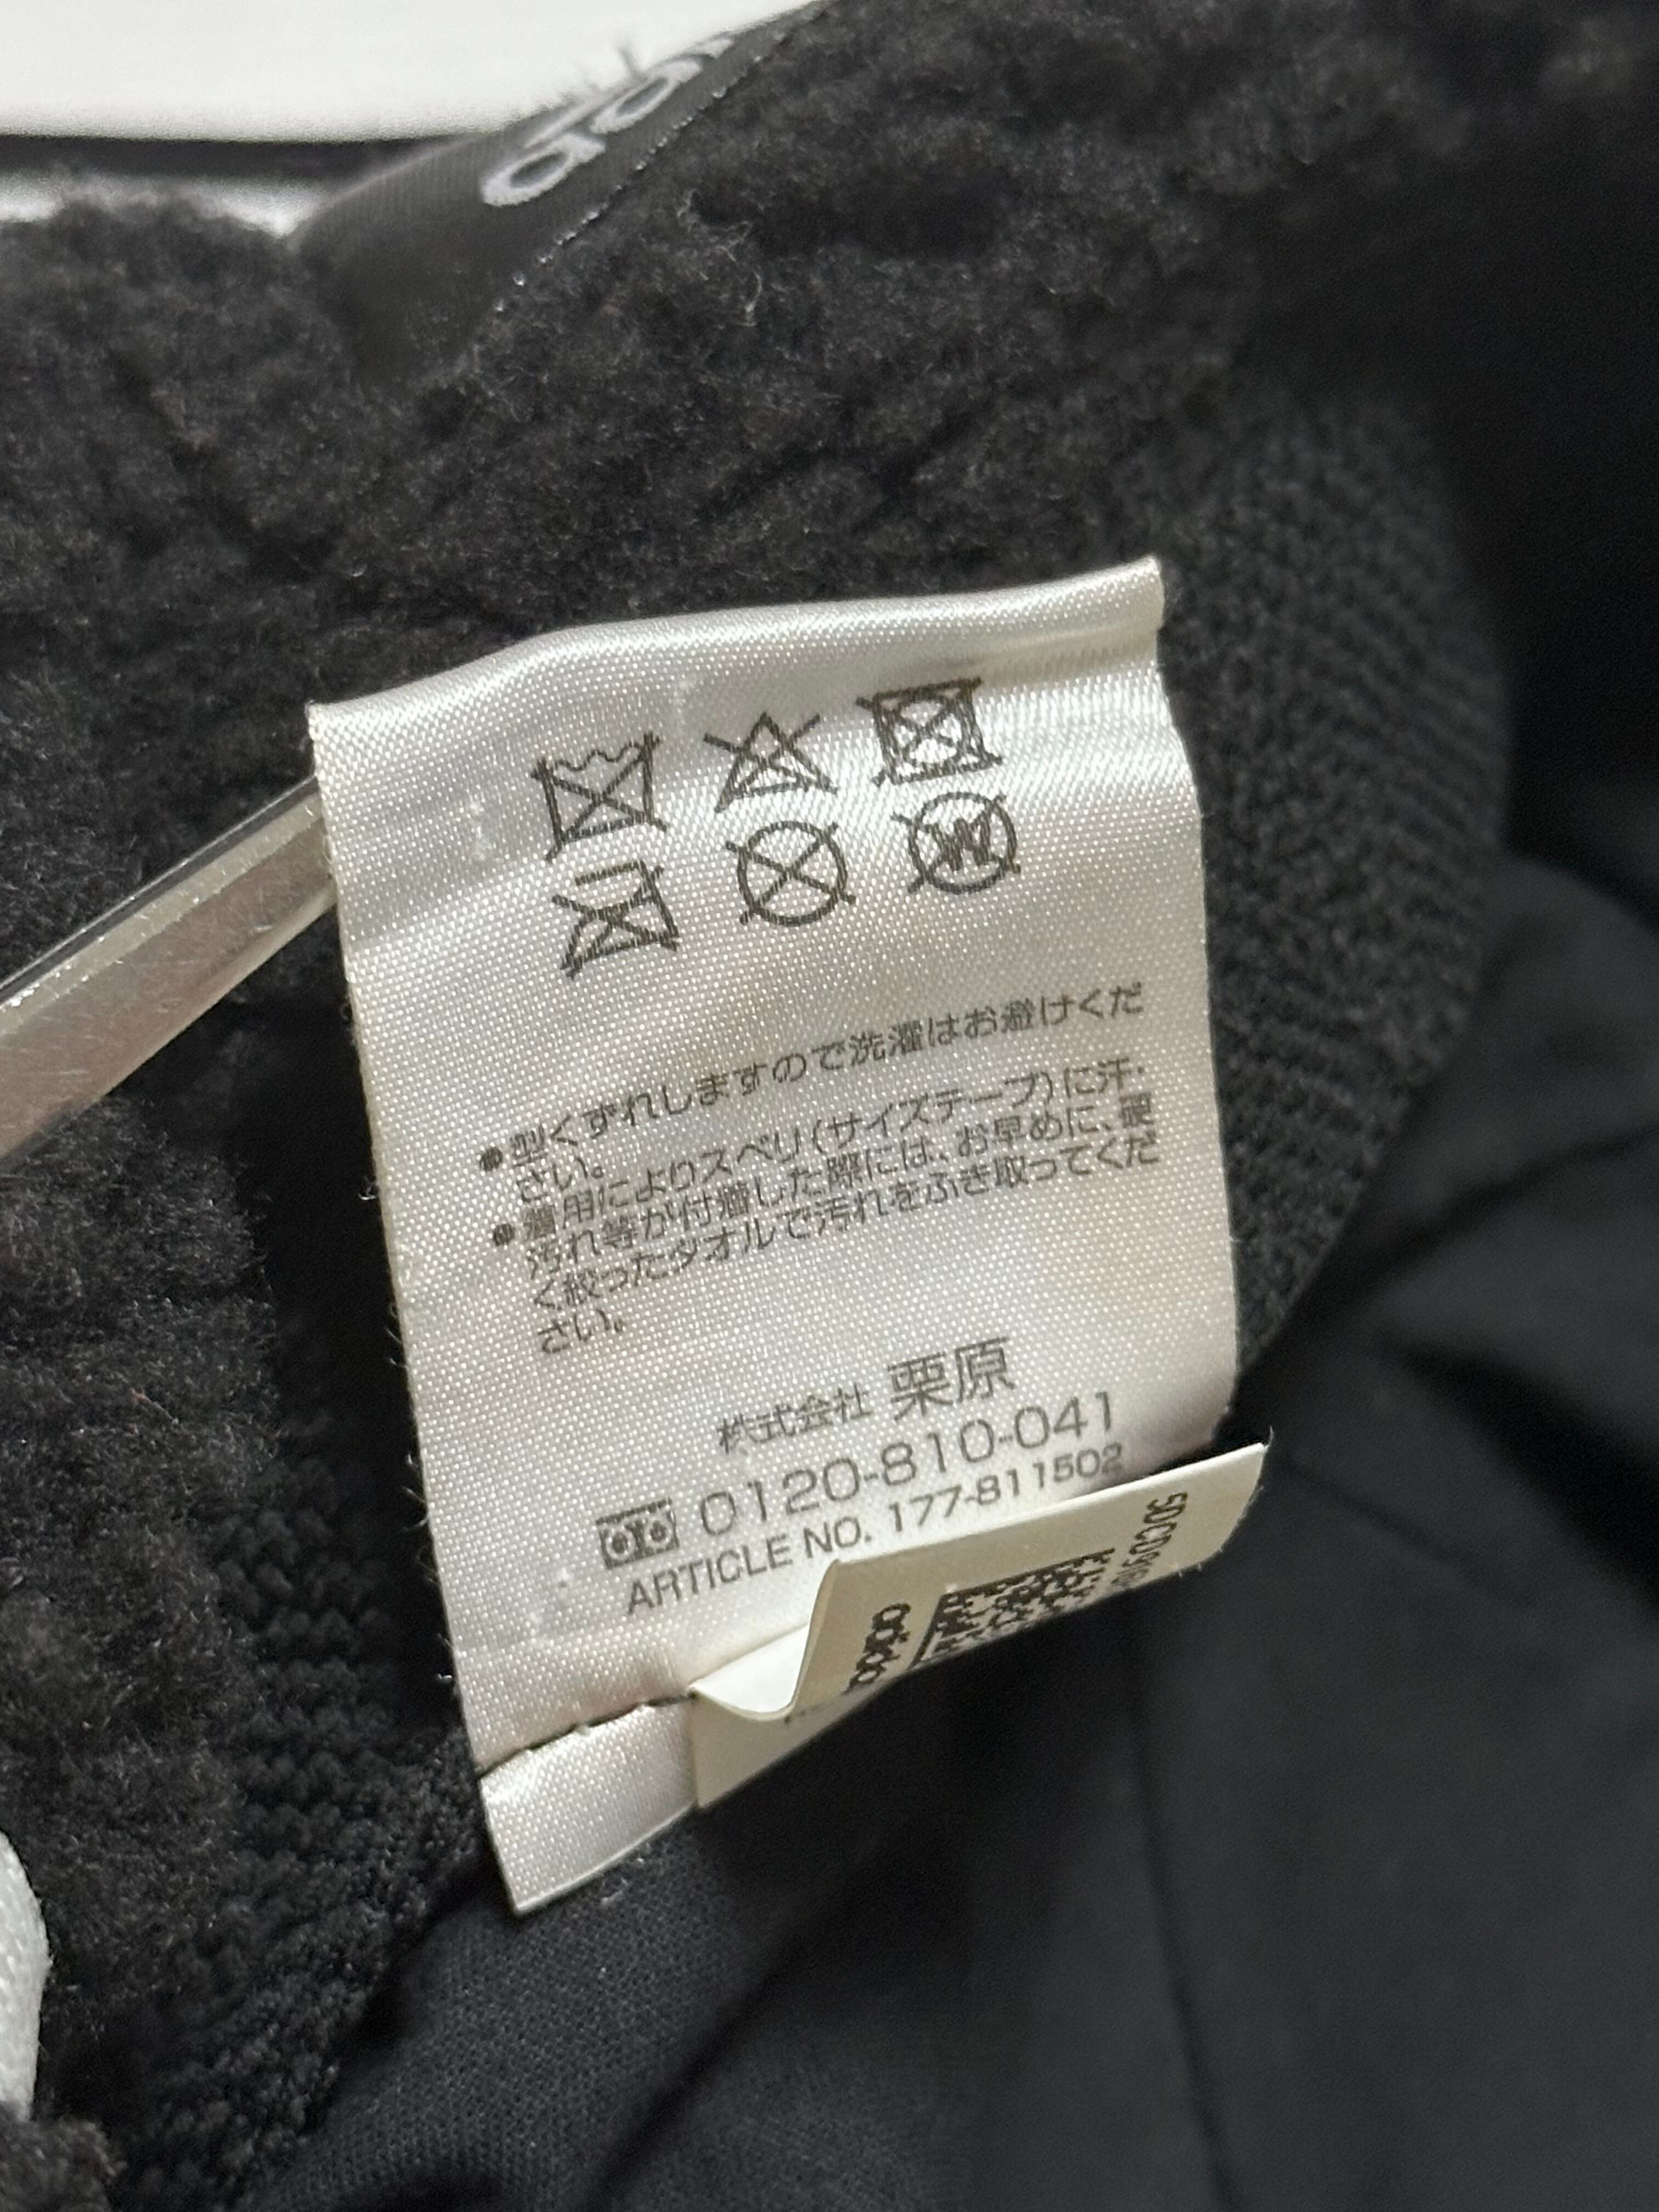 ●型くずれしますので洗濯はお避けくだ
さい。
●着用によりスベリ(サイズテープ)に汗・
汚れ等が付着した際には、お早めに、硬
く絞ったタオルで汚れをふき取ってくだ
さい。
株式会社 栗原
0120-810-041
ARTICLE NO. 177-811502
adidas